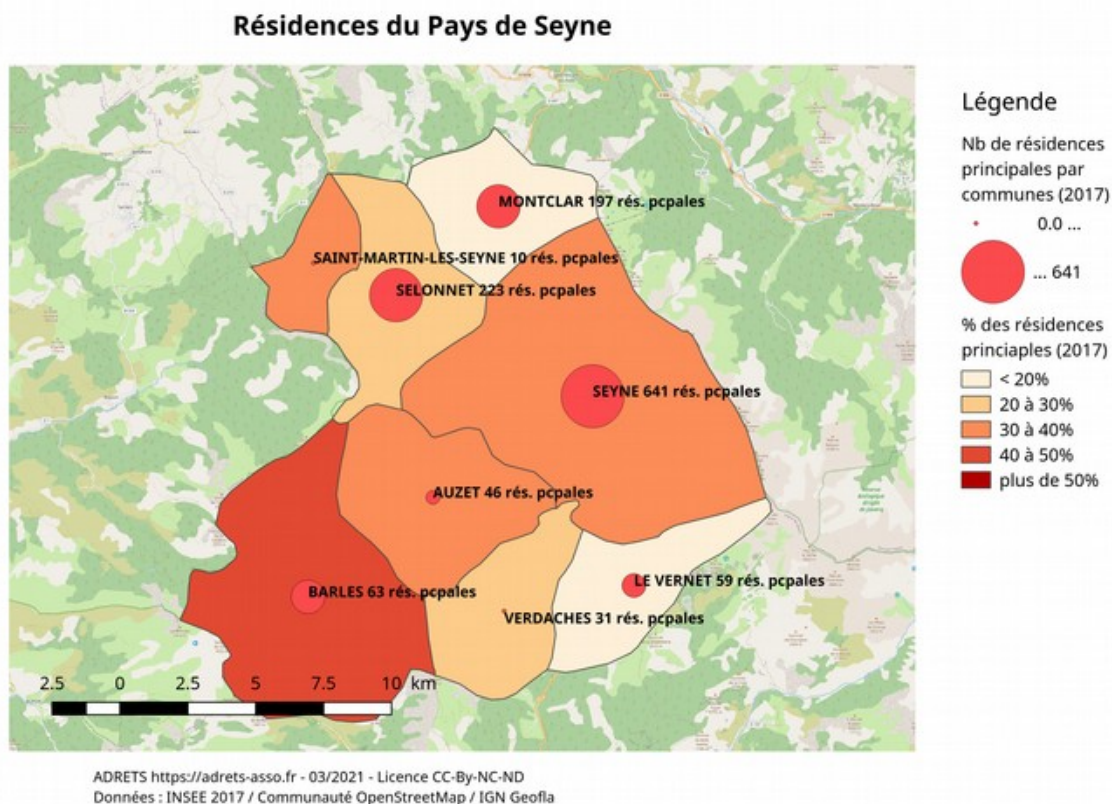 Résidences du Pays de Seyne
Légende
Nb de résidences
principales par
communes (2017)
0.0 ...
... 641
% des résidences
princiaples (2017)
< 20%
20 à 30%
30 à 40%
40 à 50%
plus de 50%
MONTCLAR 197 rés. pcpales
SAINT-MARTIN-LES-SEYNE 10 rés. pcpales
SELONNET 223 rés. pcpales
SEYNE 641 rés. pcpales
AUZET 46 rés. pcpales
LE VERNET 59 rés. pcpales
BARLES 63 rés. pcpales
VERDACHES 31 rés. pcpales
2.5 0 2.5 5 7.5 10 km
ADRETS https://adrets-asso.fr - 03/2021 - Licence CC-By-NC-ND
Données : INSEE 2017 / Communauté OpenStreetMap / IGN Geofla